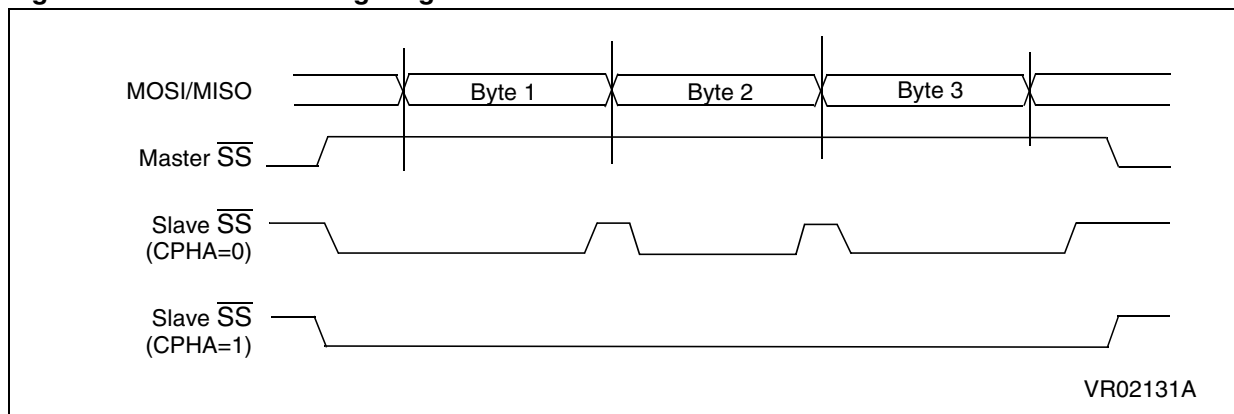 MOSI/MISO
Byte 1
Byte 2
Byte 3
Master SS
Slave SS
(CPHA=0)
Slave SS
(CPHA=1)
VR02131A